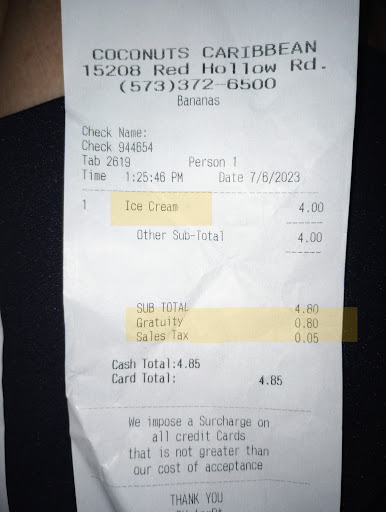 COCONUTS CARIBBEAN
15208 Red Hollow Rd.
(573)372-6500
Bananas
Check Name:
Check 944654
Tab 2619 Person 1
Time 1:25:46 PM Date 7/6/2023
1 Ice Cream 4.00
Other Sub-Total 4.00
SUB TOTAL 4.80
Gratuity 0.80
Sales Tax 0.05
Cash Total:4.85
Card Total: 4.85
We impose a Surcharge on
all credit Cards
that is not greater than
our cost of acceptance
THANK YOU